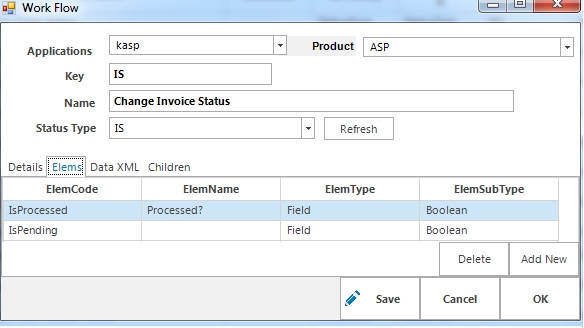 Work Flow
Applications kasp Product ASP
Key IS
Name Change Invoice Status
Status Type IS Refresh
Details Elems Data XML Children
ElemCode ElemName ElemType ElemSubType
IsProcessed Processed? Field Boolean
IsPending Field Boolean
Delete Add New
Save Cancel OK